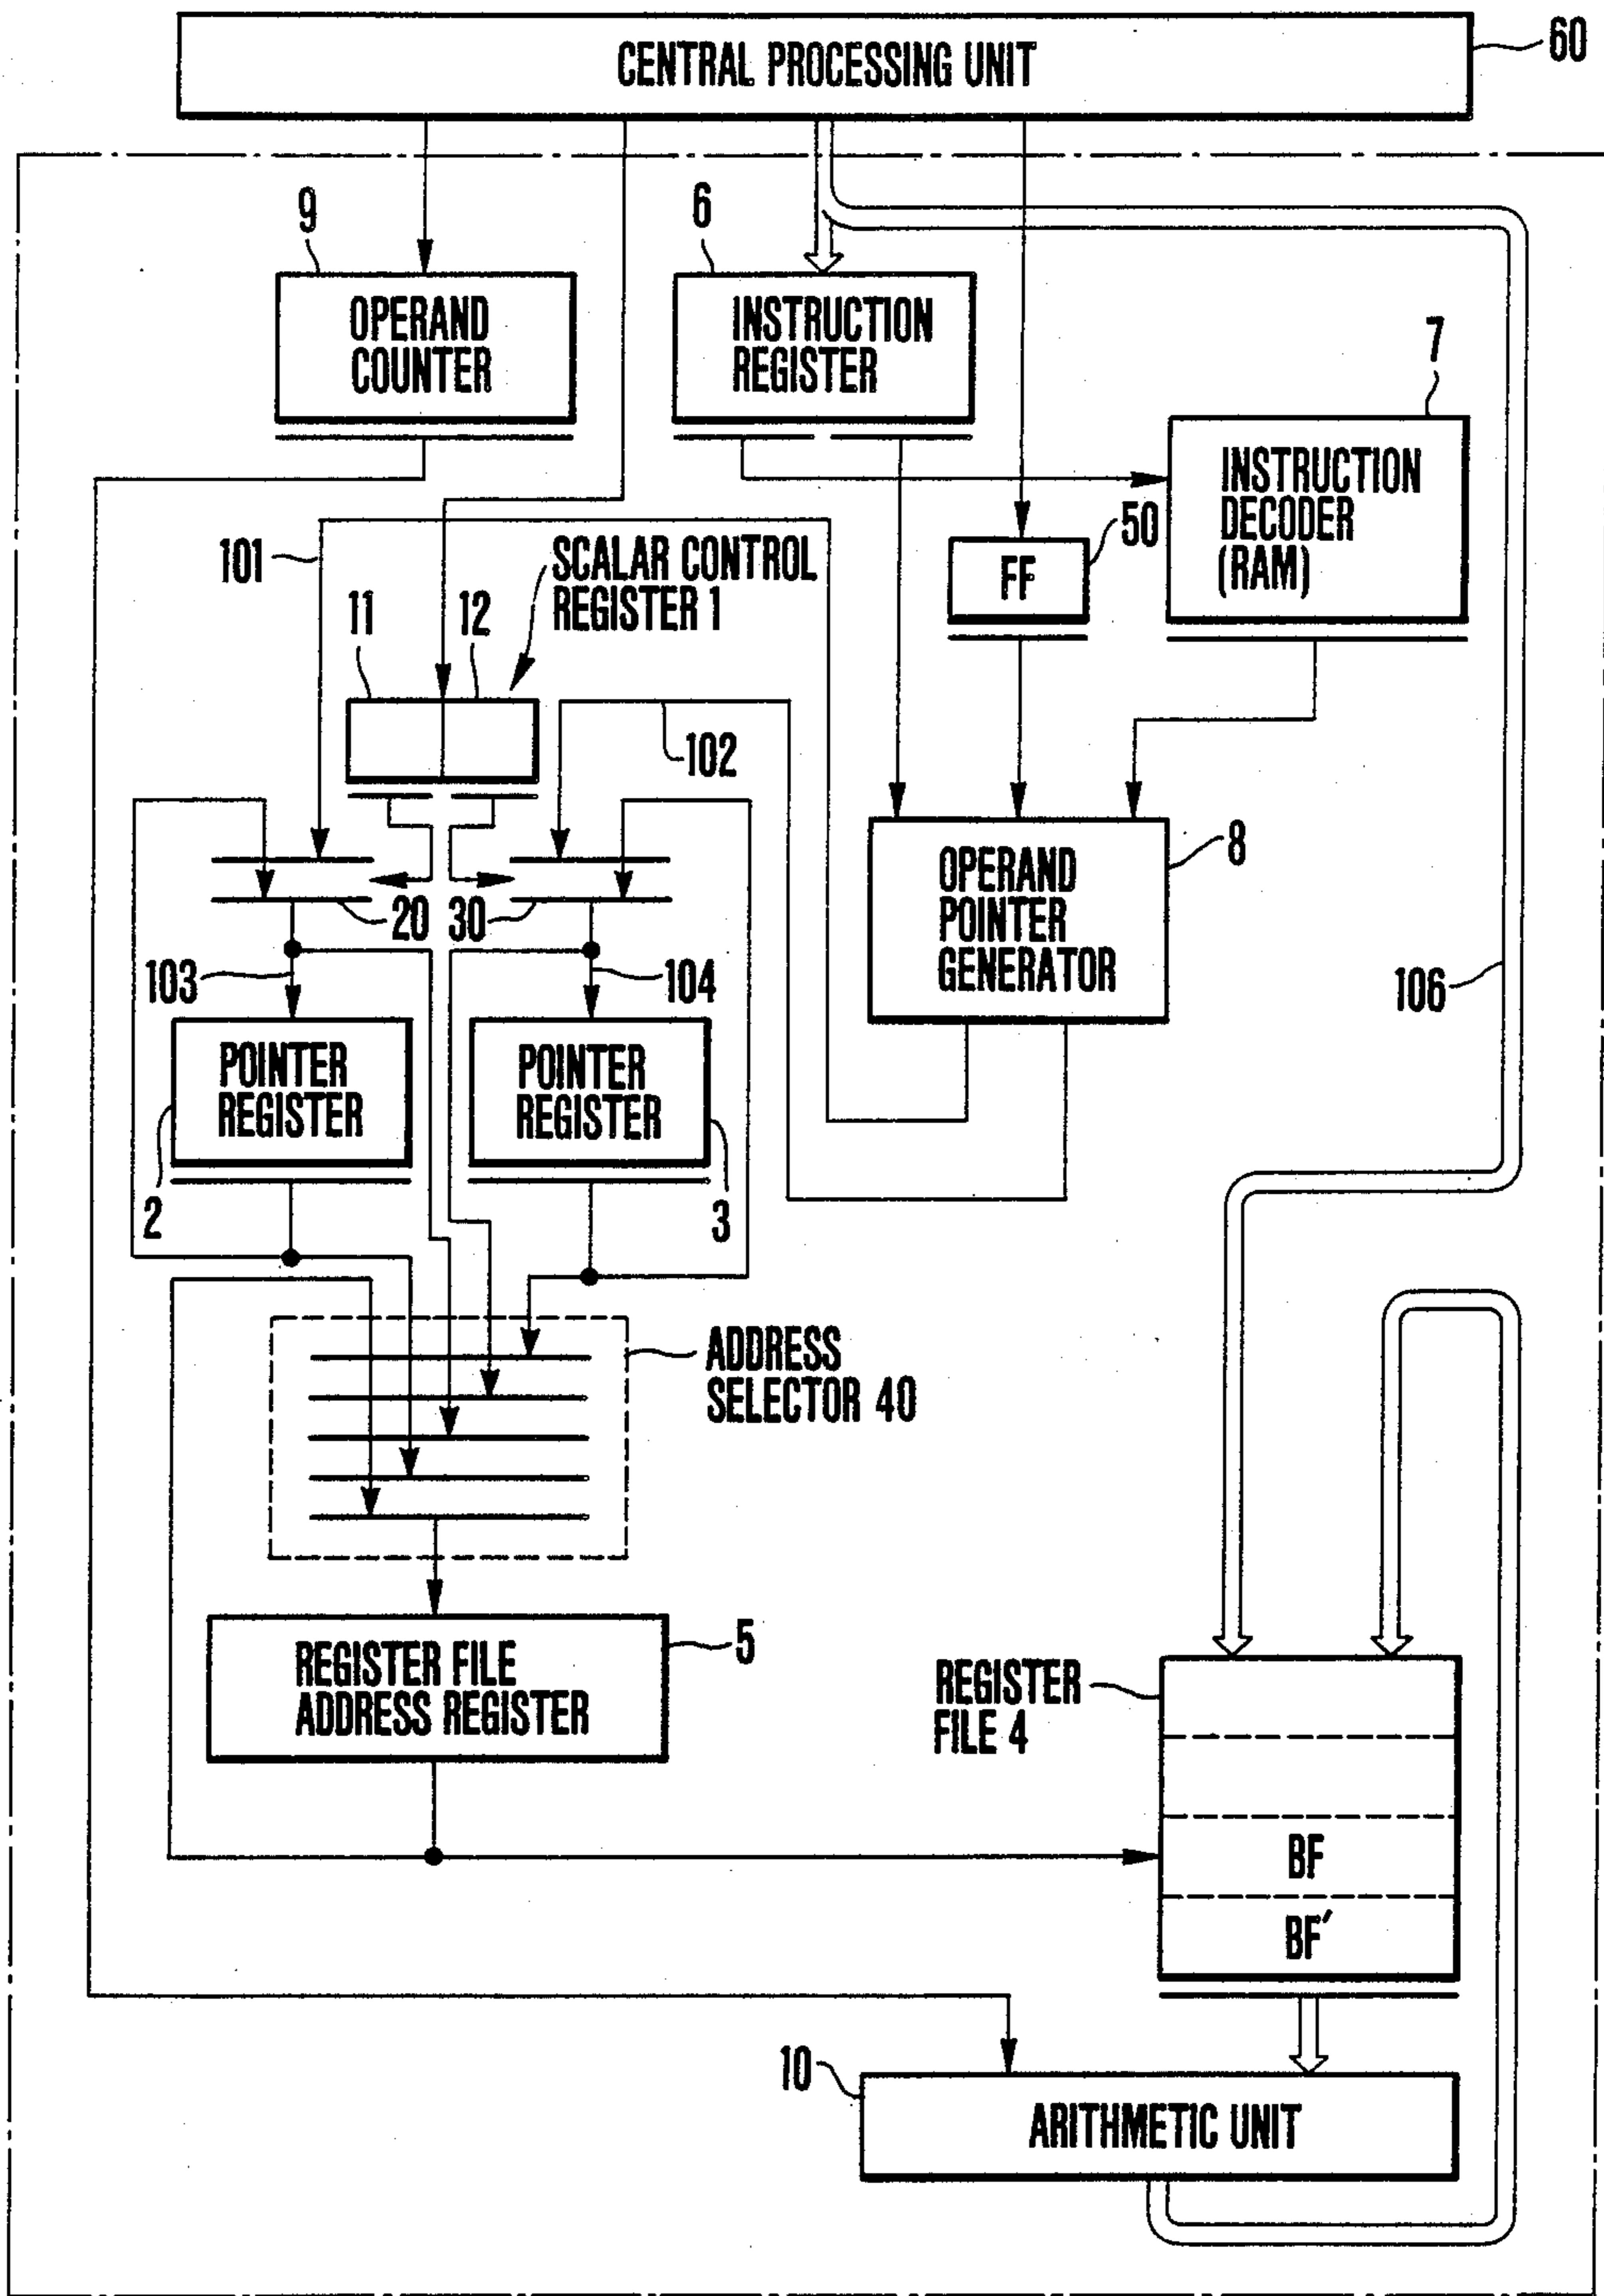 CENTRAL PROCESSING UNIT
60
9
6
OPERAND
COUNTER
INSTRUCTION
REGISTER
7
INSTRUCTION
DECODER
(RAM)
50
FF
101
SCALAR CONTROL
REGISTER 1
11
12
102
8
OPERAND
POINTER
GENERATOR
20
30
103
104
106
POINTER
REGISTER
POINTER
REGISTER
2
3
ADDRESS
SELECTOR 40
REGISTER FILE
ADDRESS REGISTER
5
REGISTER
FILE 4
BF
BF′
10
ARITHMETIC UNIT